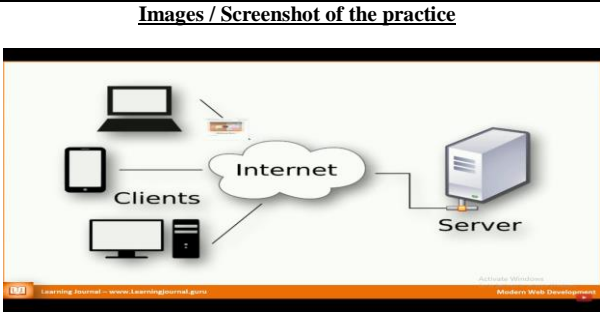 Images / Screenshot of the practice
Internet
Clients
Server
Activate Windows
Learning Journal - www.Learningjournal.guru
Modern Web Development